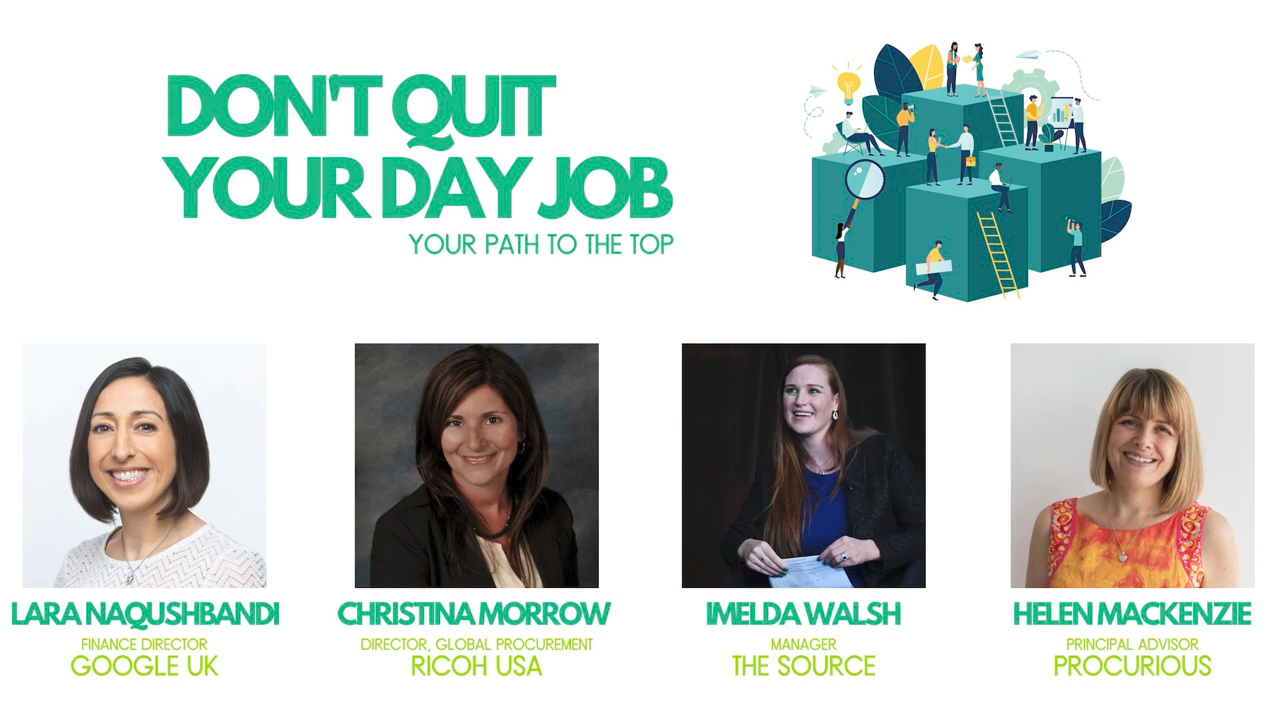 DON'T QUIT
YOUR DAY JOB
YOUR PATH TO THE TOP
LARA NAQUSHBANDI
FINANCE DIRECTOR
GOOGLE UK
CHRISTINA MORROW
DIRECTOR, GLOBAL PROCUREMENT
RICOH USA
IMELDA WALSH
MANAGER
THE SOURCE
HELEN MACKENZIE
PRINCIPAL ADVISOR
PROCURIOUS